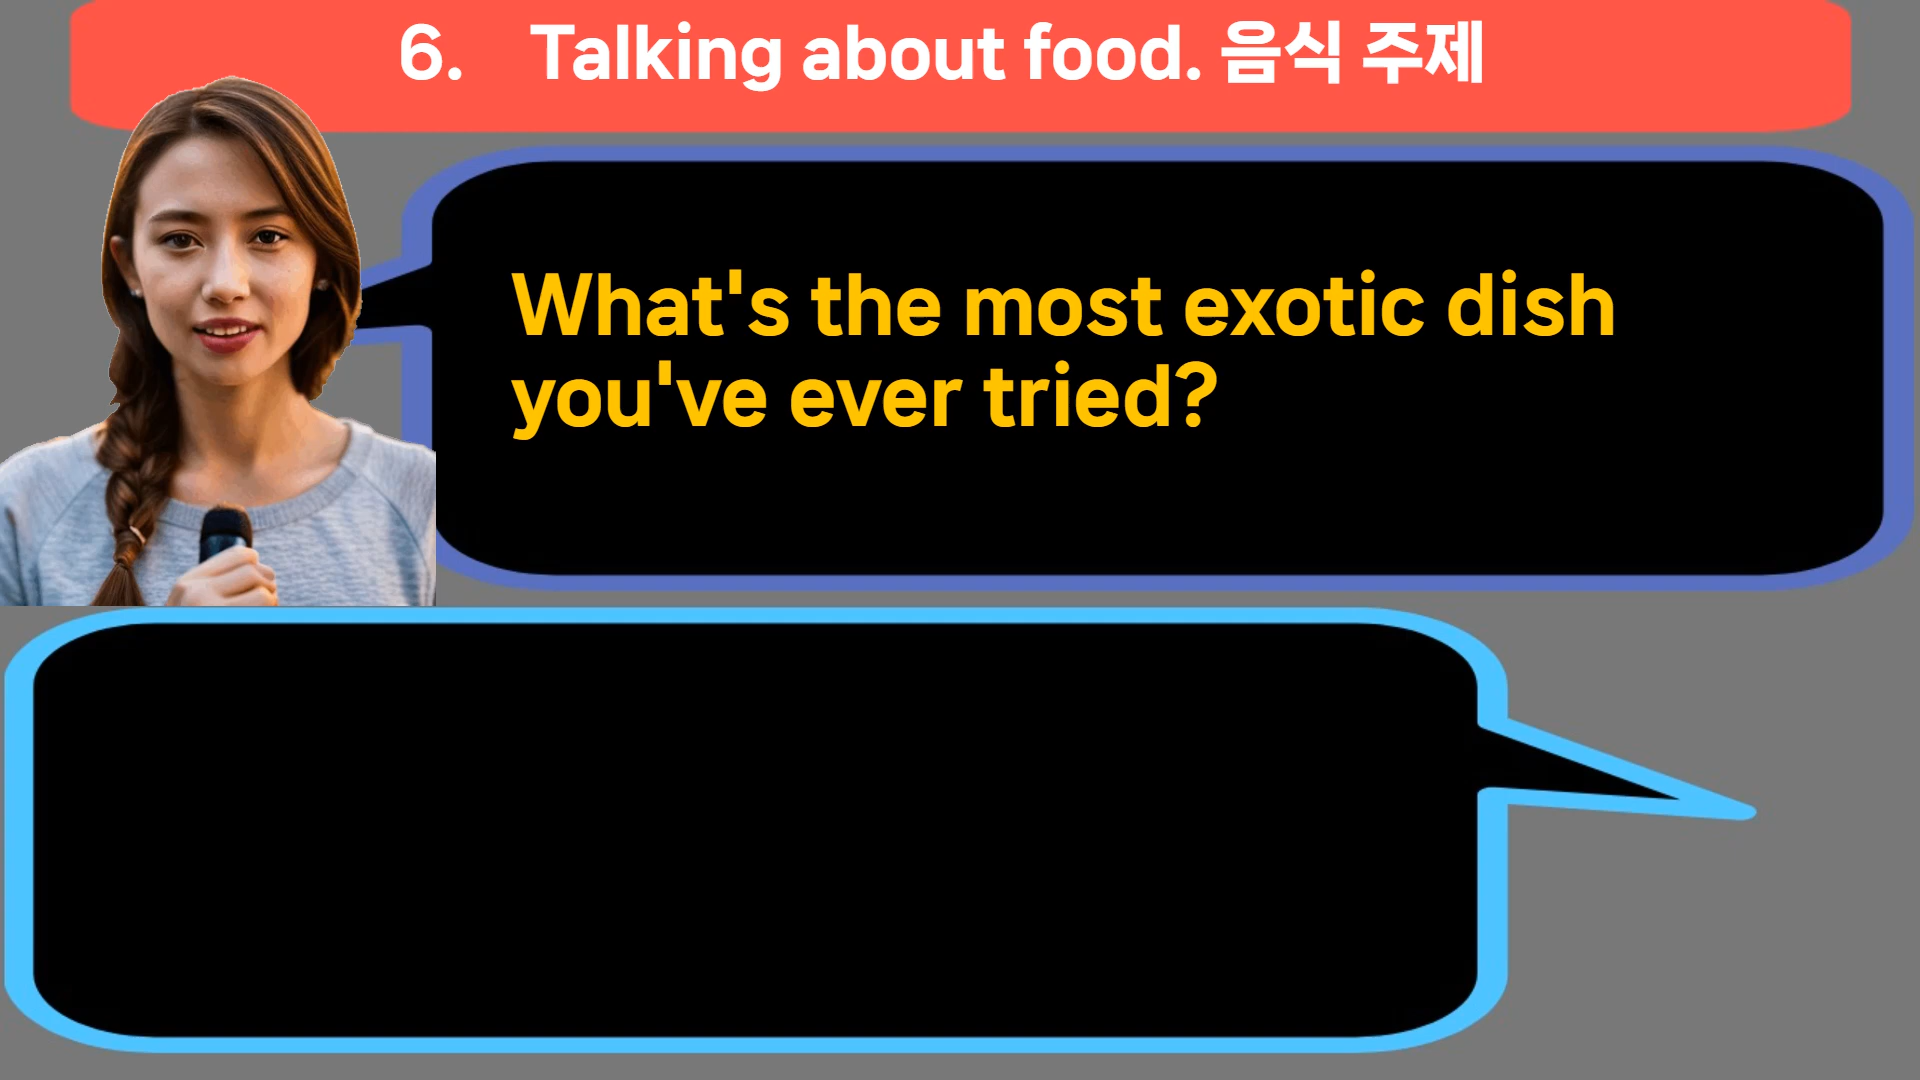 6. Talking about food. 음식 주제
What's the most exotic dish
you've ever tried?